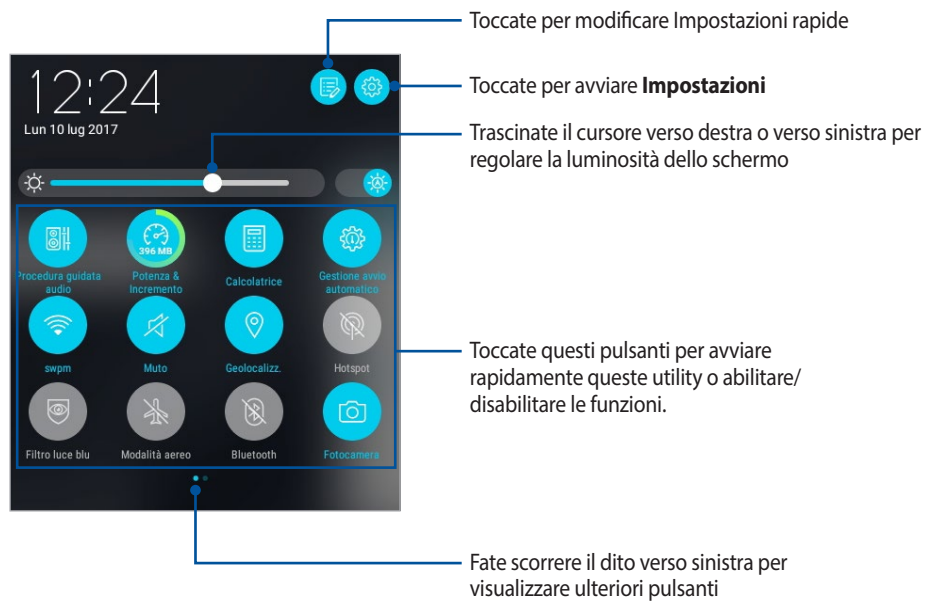 Toccate per modificare Impostazioni rapide
12:24
Lun 10 lug 2017
Toccate per avviare Impostazioni
Trascinate il cursore verso destra o verso sinistra per
regolare la luminosità dello schermo
A
396 MB
Procedura guidata
audio
Potenza &
Incremento
Calcolatrice
Gestione avvio
automatico
swpm
Muto
Geolocalizz.
Hotspot
Toccate questi pulsanti per avviare
rapidamente queste utility o abilitare/
disabilitare le funzioni.
Filtro luce blu
Modalità aereo
Bluetooth
Fotocamera
Fate scorrere il dito verso sinistra per
visualizzare ulteriori pulsanti